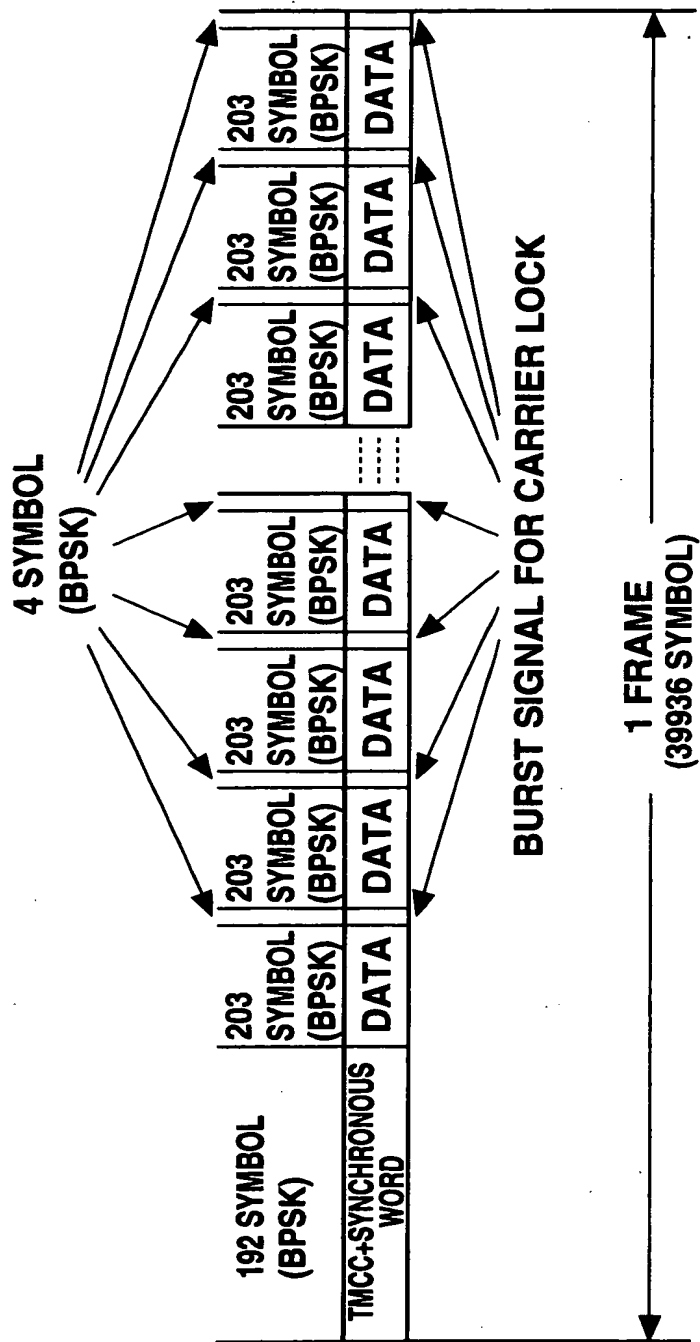 4 SYMBOL
(BPSK)
192 SYMBOL
(BPSK)
203
SYMBOL
(BPSK)
203
SYMBOL
(BPSK)
203
SYMBOL
(BPSK)
203
SYMBOL
(BPSK)
203
SYMBOL
(BPSK)
203
SYMBOL
(BPSK)
203
SYMBOL
(BPSK)
TMCC+SYNCHRONOUS
WORD
DATA
DATA
DATA
DATA
DATA
DATA
DATA
BURST SIGNAL FOR CARRIER LOCK
1 FRAME
(39936 SYMBOL)